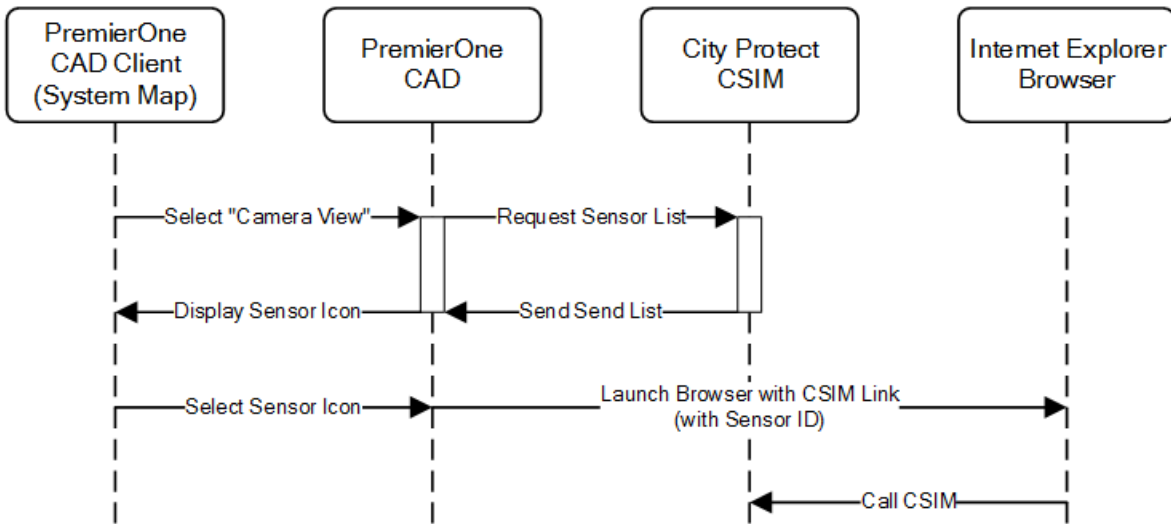 PremierOne
CAD Client
(System Map)
PremierOne
CAD
City Protect
CSIM
Internet Explorer
Browser
Select "Camera View"
Request Sensor List
Display Sensor Icon
Send Send List
Select Sensor Icon
Launch Browser with CSIM Link
(with Sensor ID)
Call CSIM